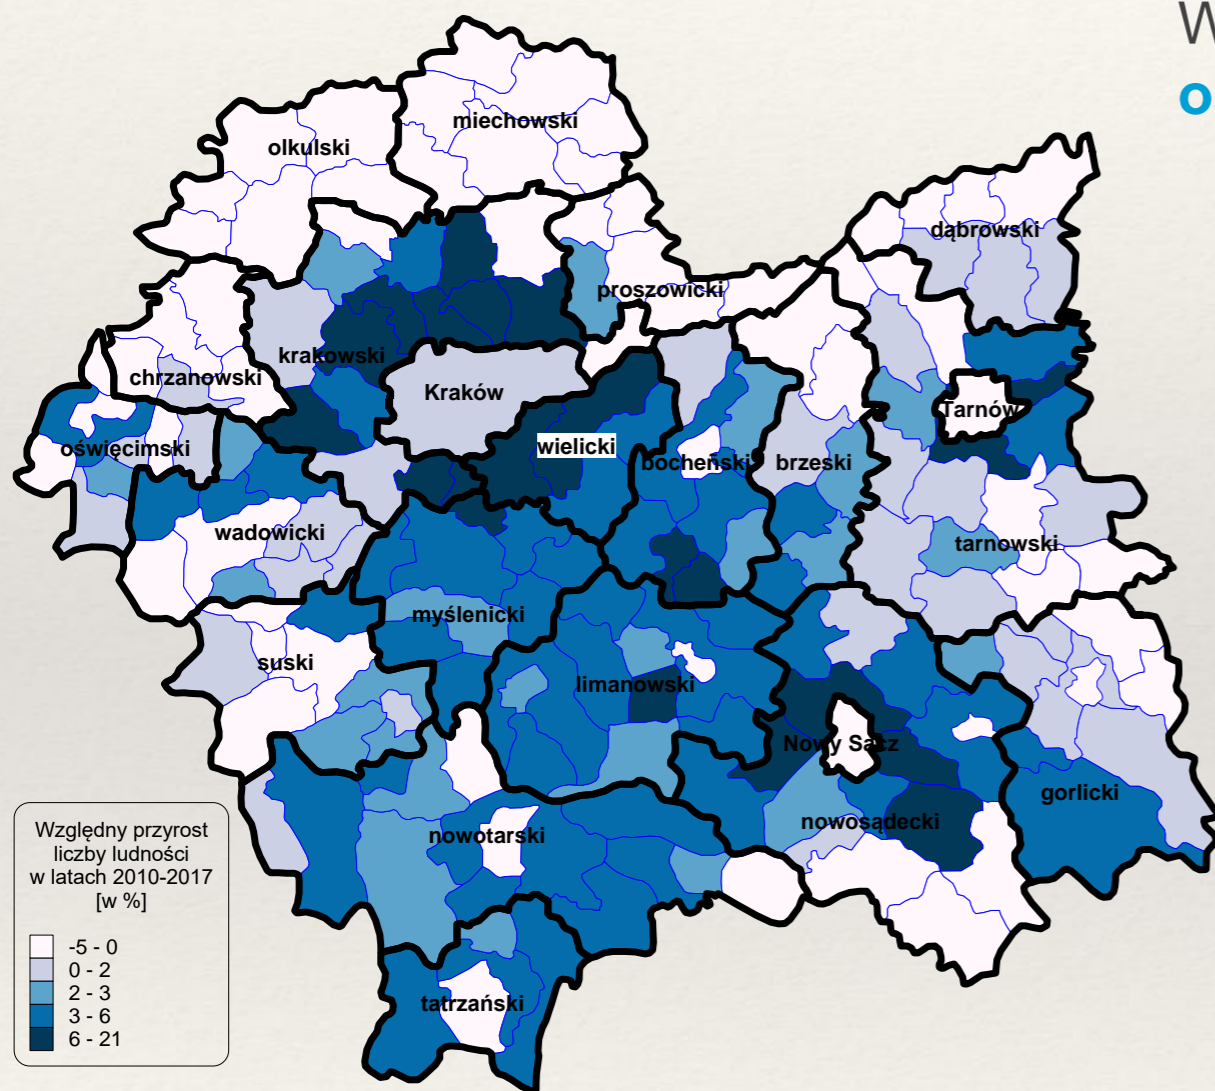 W
o
miechowski
olkulski
dąbrowski
proszowicki
krakowski
chrzanowski
Kraków
Tarnów
oświęcimski
wielicki
bocheński
brzeski
wadowicki
tarnowski
myślenicki
suski
limanowski
Nowy Sącz
gorlicki
nowosądecki
nowotarski
tatrzański
Względny przyrost
liczby ludności
w latach 2010-2017
[w %]
-5 - 0
0 - 2
2 - 3
3 - 6
6 - 21